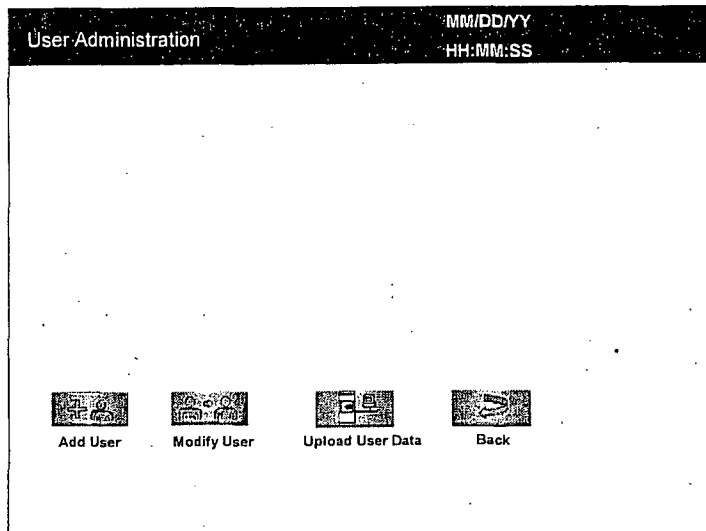 User Administration
MM/DD/YY
HH:MM:SS
Add User
Modify User
Upload User Data
Back